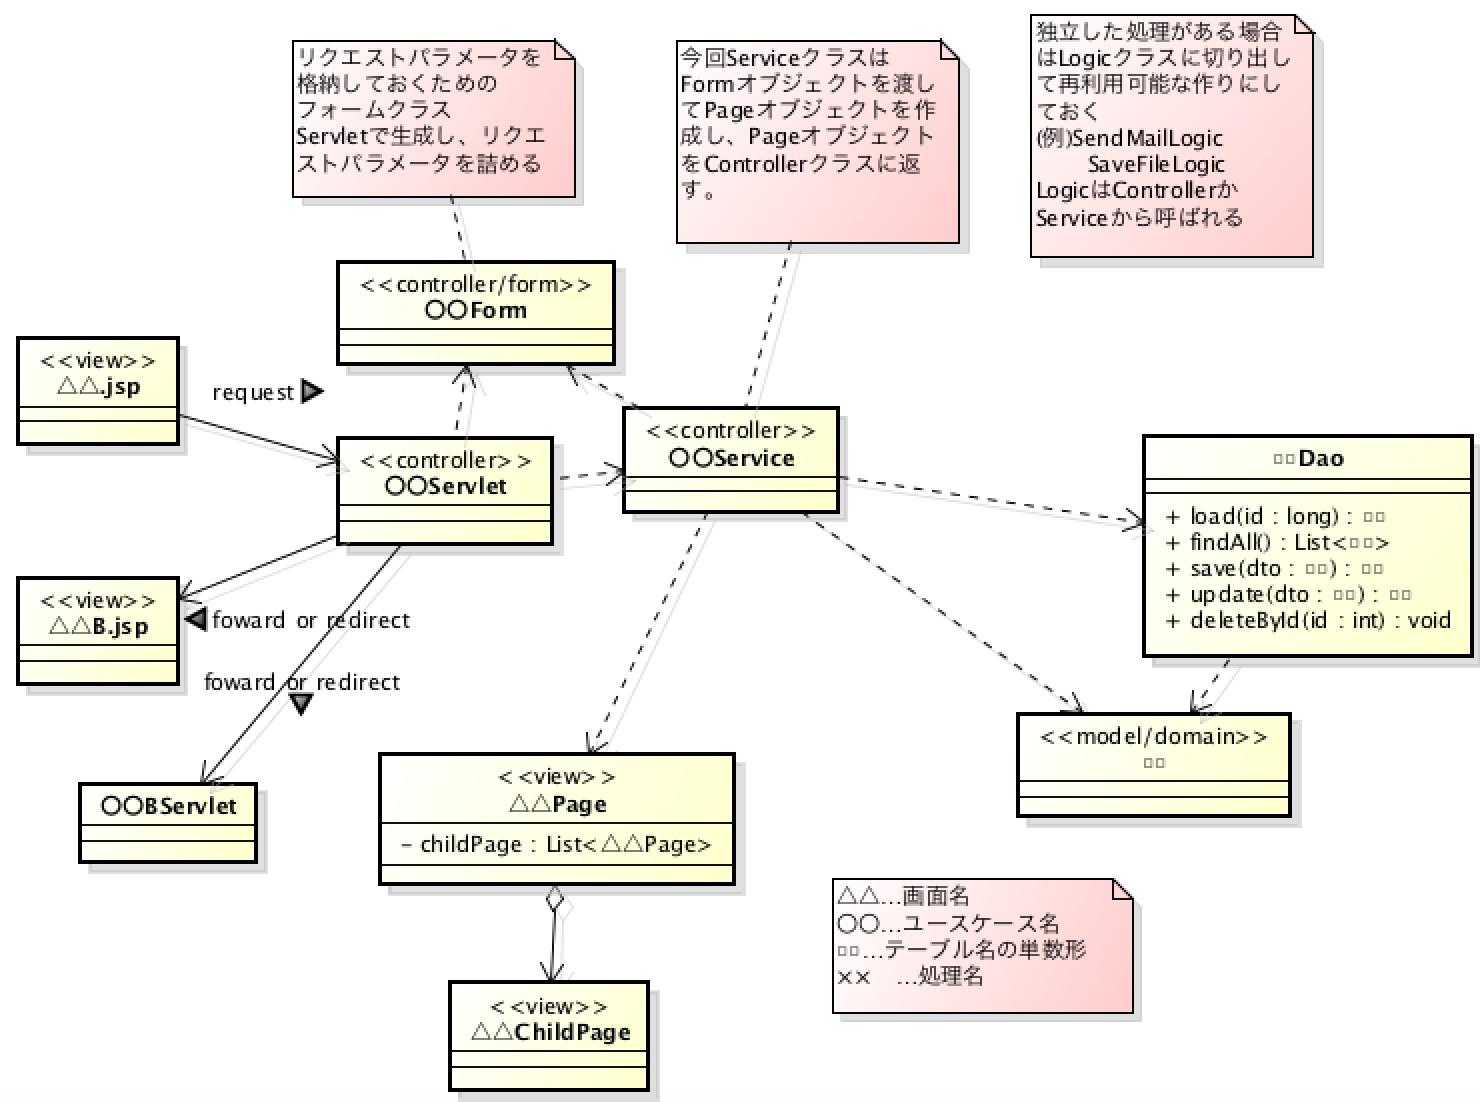 リクエストパラメータを
格納しておくための
フォームクラス
Servletで生成し、リクエ
ストパラメータを詰める
今回Serviceクラスは
Formオブジェクトを渡し
てPageオブジェクトを作
成し、Pageオブジェクト
をControllerクラスに返
す。
独立した処理がある場合
はLogicクラスに切り出し
て再利用可能な作りにし
ておく
(例)SendMailLogic
SaveFileLogic
LogicはControllerか
Serviceから呼ばれる
<<controller/form>>
○○Form
<<view>>
△△.jsp
request
<<controller>>
○○Servlet
<<controller>>
○○Service
□□Dao
+ load(id : long) : □□
+ findAll() : List<□□>
+ save(dto : □□) : □□
+ update(dto : □□) : □□
+ deleteById(id : int) : void
<<view>>
△△B.jsp
foward or redirect
foward or redirect
○○BServlet
<<view>>
△△Page
- childPage : List<△△Page>
<<model/domain>>
□□
<<view>>
△△ChildPage
△△…画面名
○○…ユースケース名
□□…テーブル名の単数形
×× …処理名